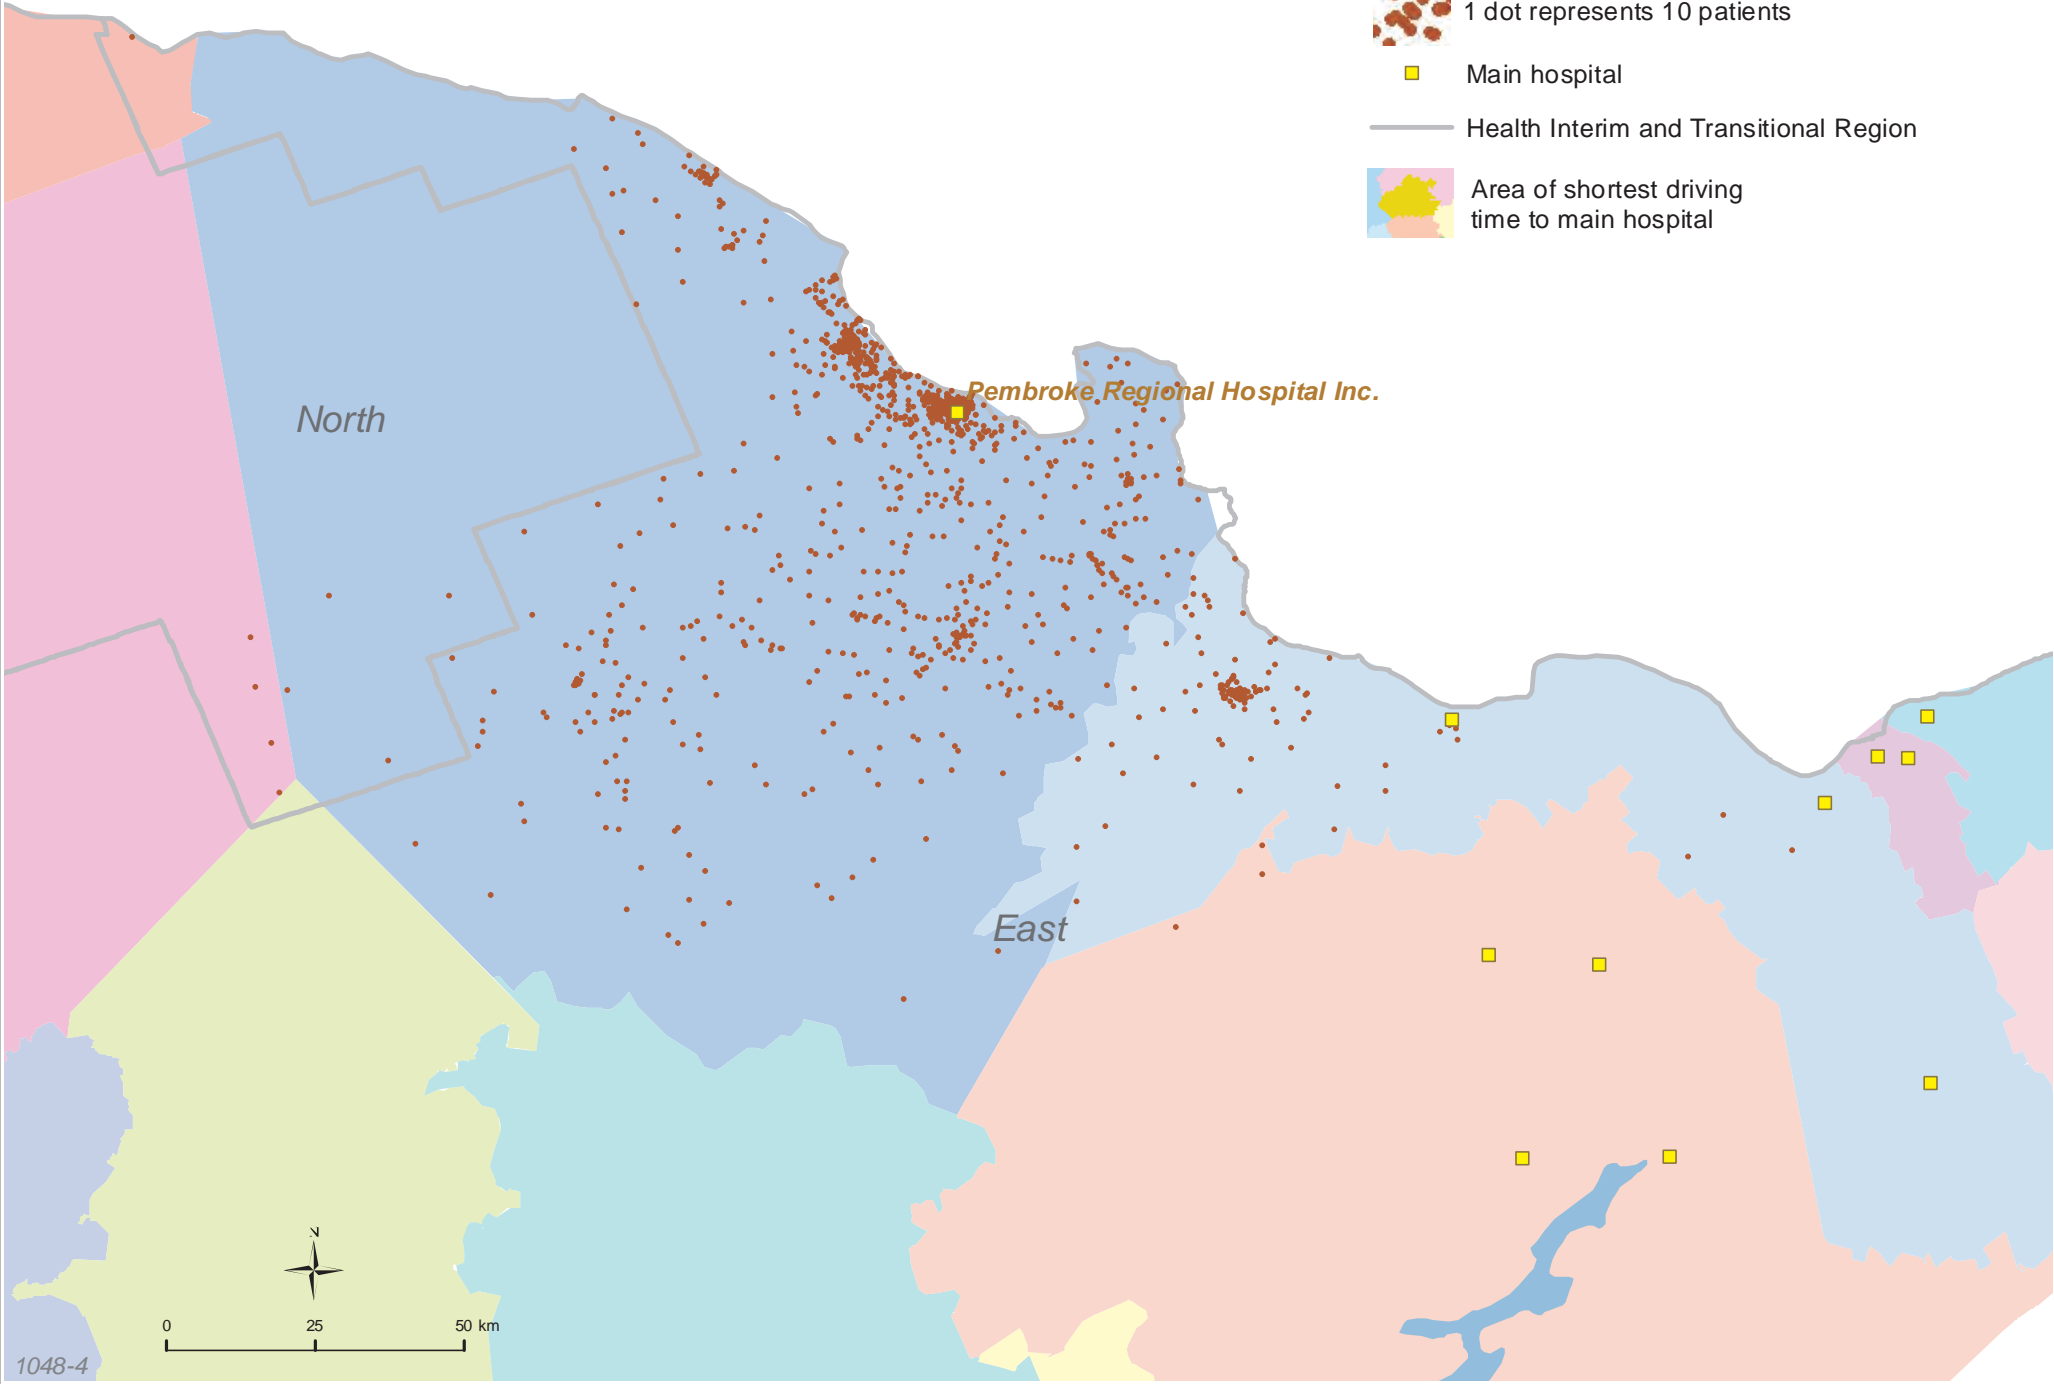 1 dot represents 10 patients
Main hospital
Health Interim and Transitional Region
Area of shortest driving
time to main hospital
Pembroke Regional Hospital Inc.
North
East
N
0 25 50 km
1048-4